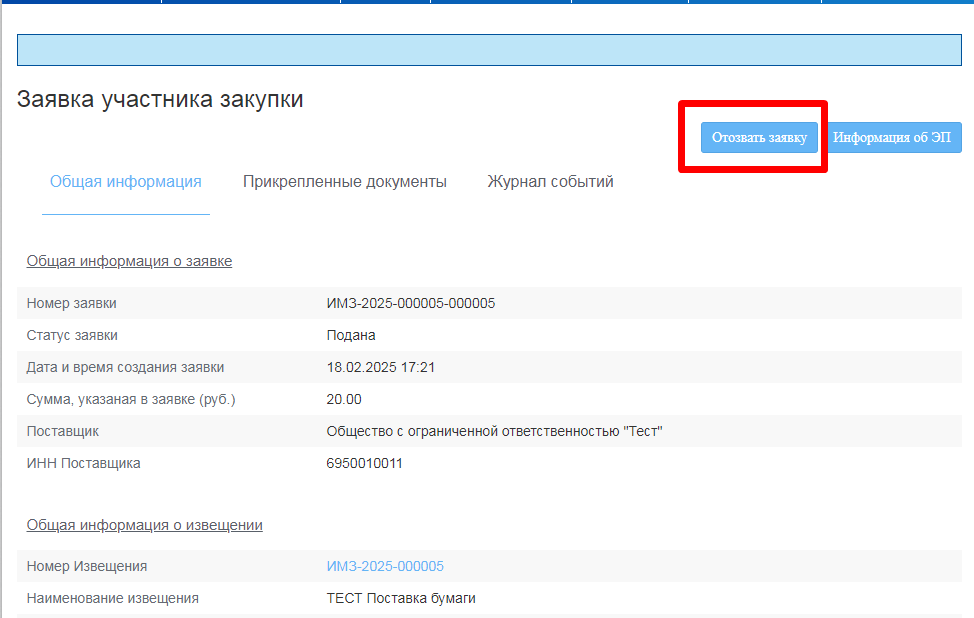 Заявка участника закупки
Отозвать заявку Информация об ЭП
Общая информация Прикрепленные документы Журнал событий
Общая информация о заявке
Номер заявки ИМЗ-2025-000005-000005
Статус заявки Подана
Дата и время создания заявки 18.02.2025 17:21
Сумма, указаная в заявке (руб.) 20.00
Поставщик Общество с ограниченной ответственностью "Тест"
ИНН Поставщика 6950010011
Общая информация о извещении
Номер Извещения ИМЗ-2025-000005
Наименование извещения ТЕСТ Поставка бумаги